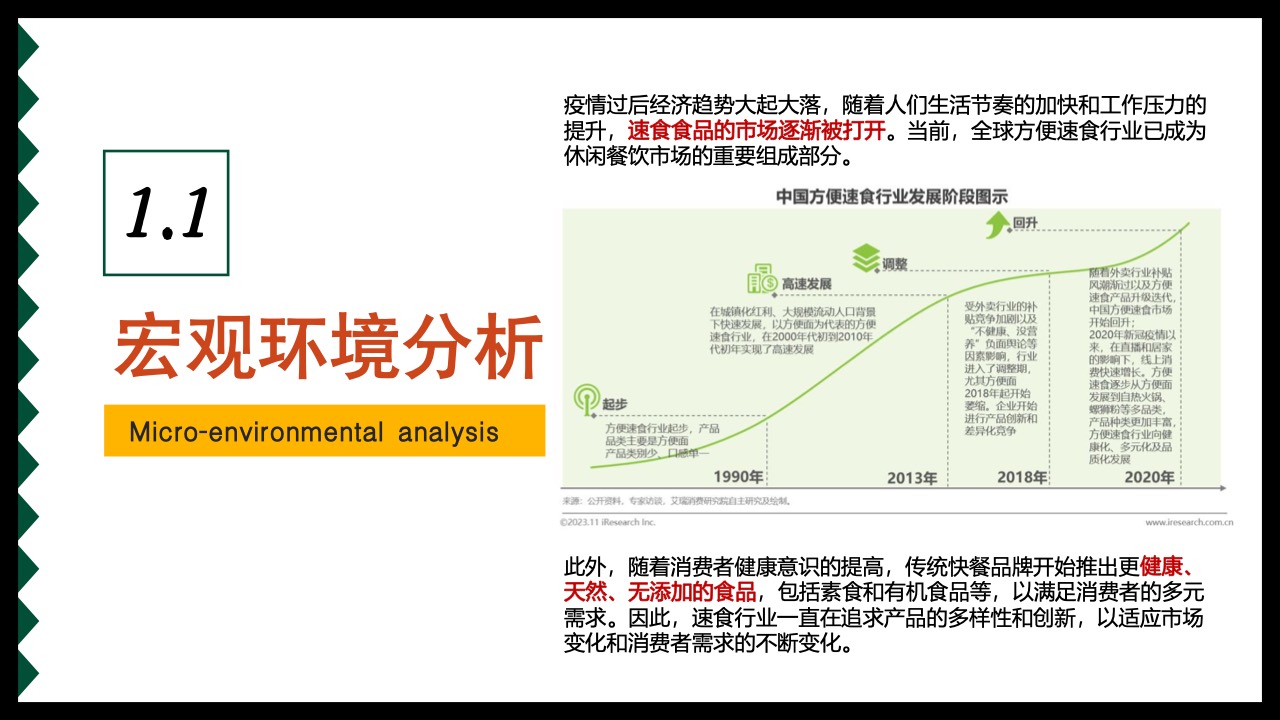 1.1
宏观环境分析
Micro-environmental analysis
疫情过后经济趋势大起大落，随着人们生活节奏的加快和工作压力的
提升，速食食品的市场逐渐被打开。当前，全球方便速食行业已成为
休闲餐饮市场的重要组成部分。
中国方便速食行业发展阶段图示
起步
方便速食行业起步，产品
品类主要是方便面
产品类别少、口感单一
1990年
高速发展
在城镇化红利、大规模流动人口背景
下快速发展，以方便面为代表的方便
速食行业，在2000年代初到2010年
代初年实现了高速发展
2013年
调整
受外卖行业的补
贴竞争加剧以及
“不健康、没营
养”负面舆论等
因素影响，行业
进入了调整期，
尤其方便面
2018年起开始
萎缩。企业开始
进行产品创新和
差异化竞争
2018年
回升
随着外卖行业补贴
风潮渐过以及方便
速食产品升级迭代，
中国方便速食市场
开始回升；
2020年新冠疫情以
来，在直播和居家
的影响下，线上消
费快速增长。方便
速食逐步从方便面
发展到自热火锅、
螺蛳粉等多品类，
产品种类更加丰富，
方便速食行业向健
康化、多元化及品
质化发展
2020年
来源：公开资料，专家访谈，艾瑞消费研究院自主研究及绘制。
©2023.11 iResearch Inc.
www.iresearch.com.cn
此外，随着消费者健康意识的提高，传统快餐品牌开始推出更健康、
天然、无添加的食品，包括素食和有机食品等，以满足消费者的多元
需求。因此，速食行业一直在追求产品的多样性和创新，以适应市场
变化和消费者需求的不断变化。